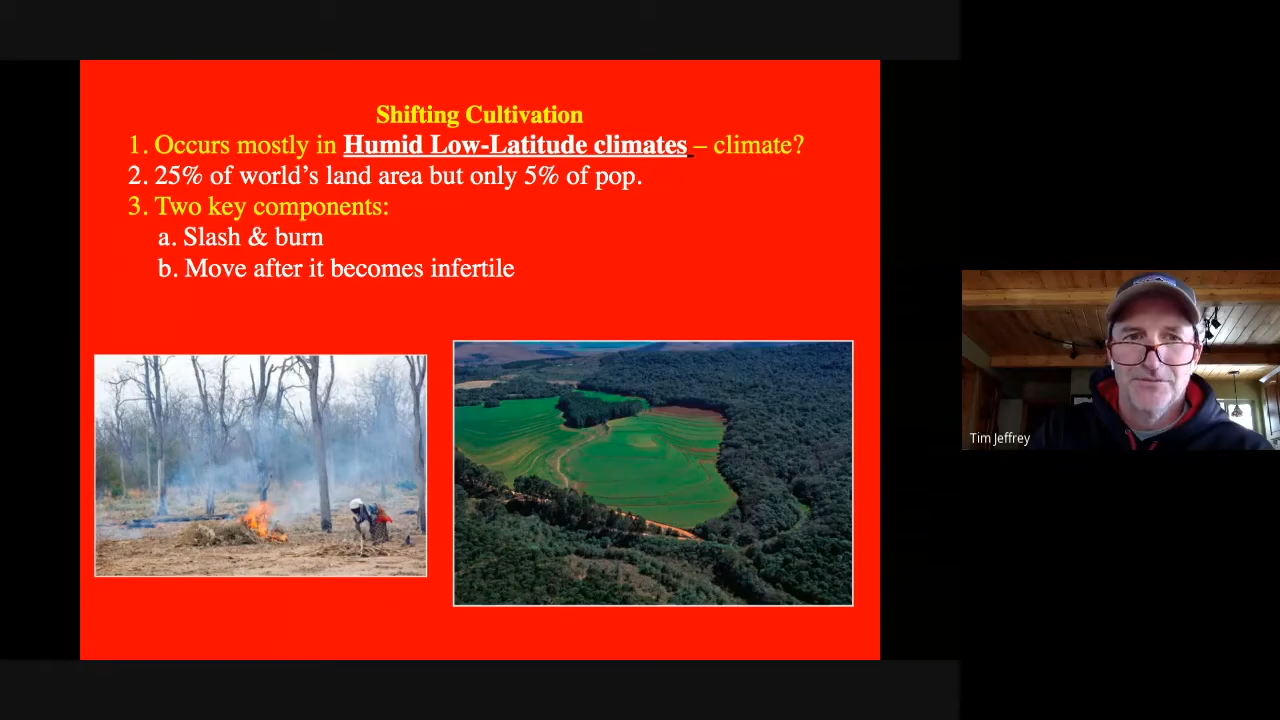 Shifting Cultivation
1. Occurs mostly in Humid Low-Latitude climates – climate?
2. 25% of world’s land area but only 5% of pop.
3. Two key components:
a. Slash & burn
b. Move after it becomes infertile
Tim Jeffrey